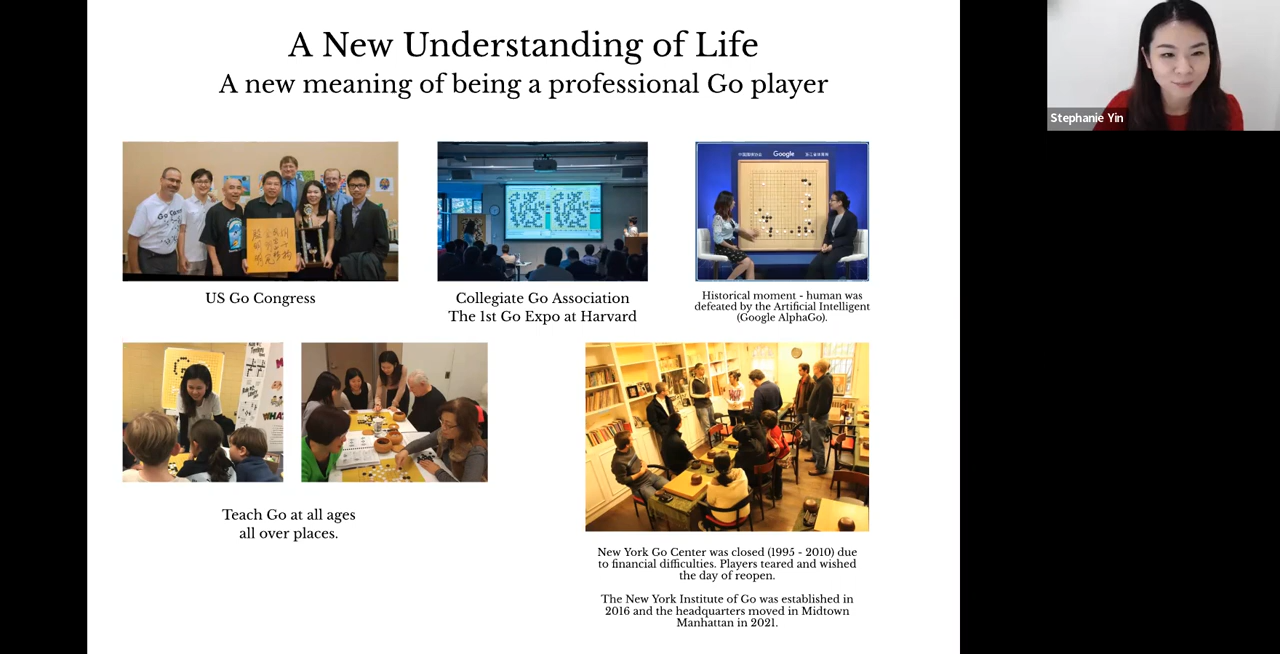 A New Understanding of Life
A new meaning of being a professional Go player
Stephanie Yin
Google
US Go Congress
Collegiate Go Association
The 1st Go Expo at Harvard
Historical moment - human was
defeated by the Artificial Intelligent
(Google AlphaGo).
WHA
Teach Go at all ages
all over places.
New York Go Center was closed (1995 - 2010) due
to financial difficulties. Players teared and wished
the day of reopen.
The New York Institute of Go was established in
2016 and the headquarters moved in Midtown
Manhattan in 2021.